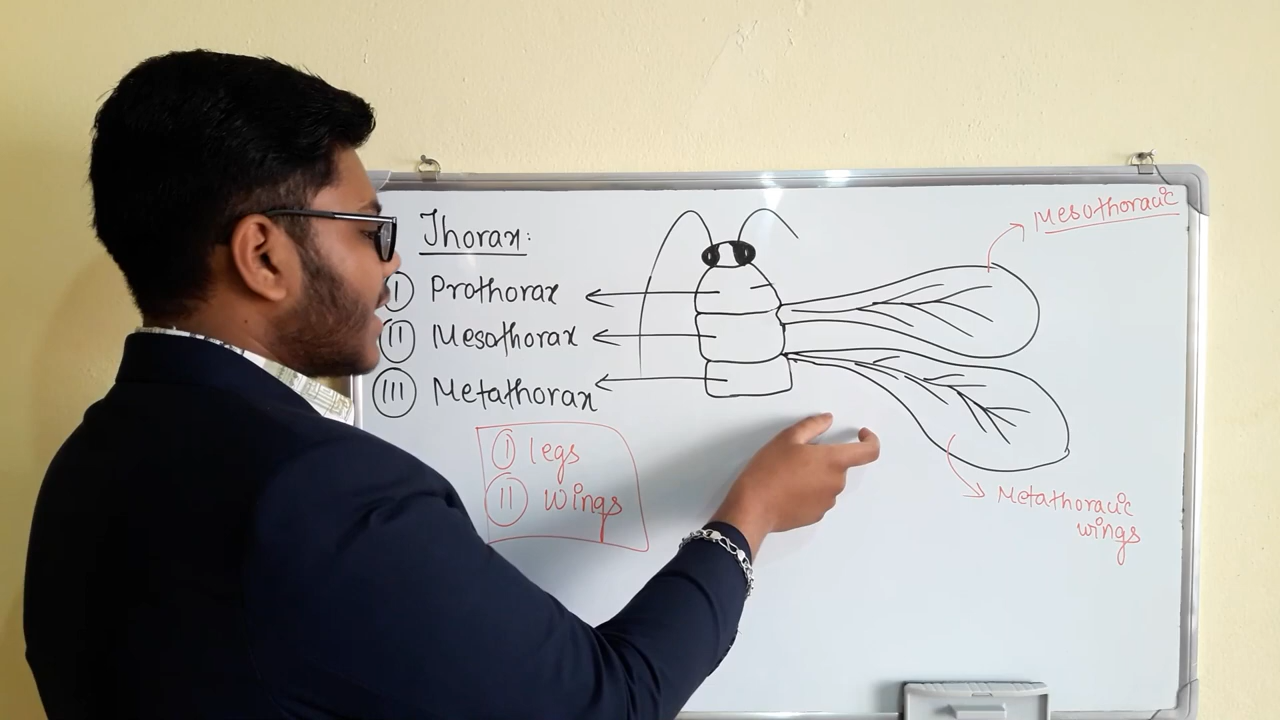 Thorax:
I Prothorax
II Mesothorax
III Metathorax
I legs
II wings
Mesothoracic
Metathoracic
wings